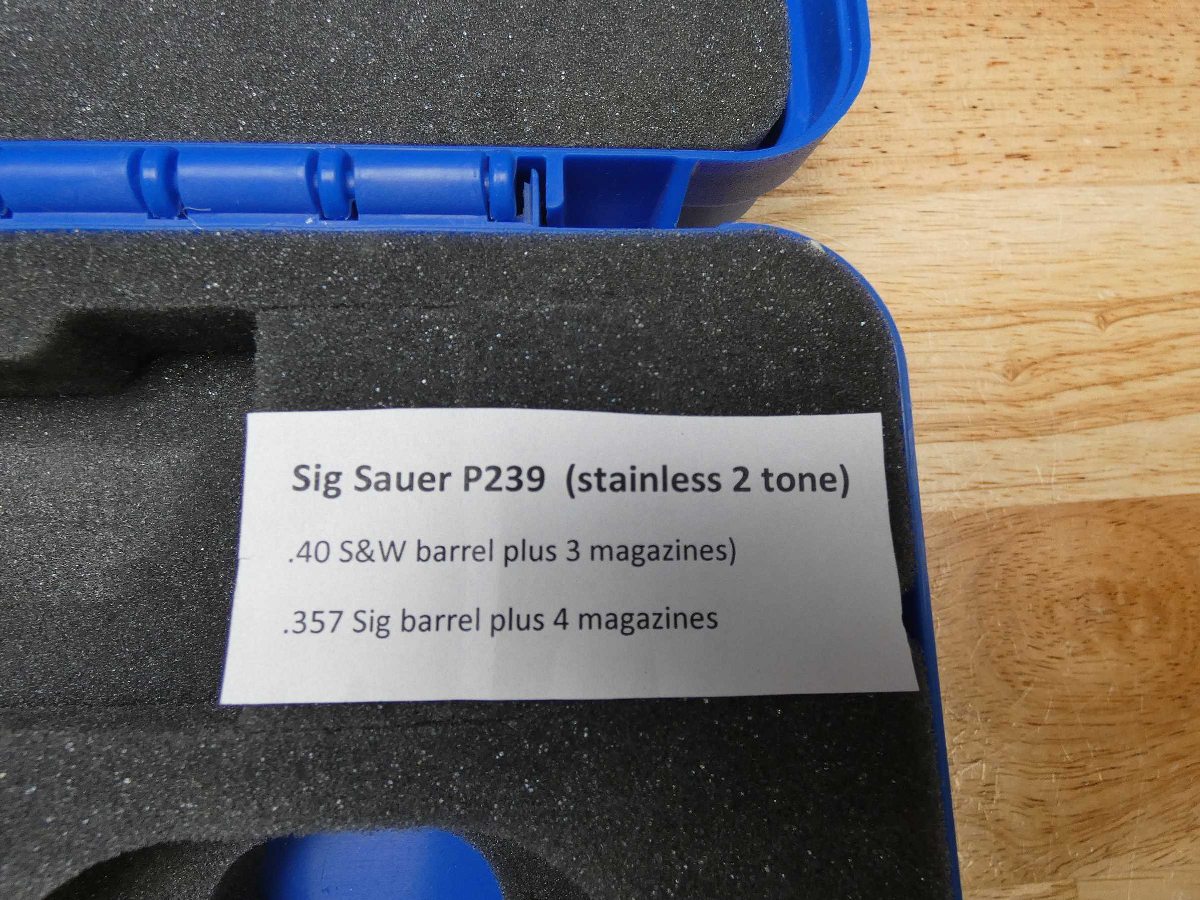 Sig Sauer P239 (stainless 2 tone)
.40 S&W barrel plus 3 magazines)
.357 Sig barrel plus 4 magazines